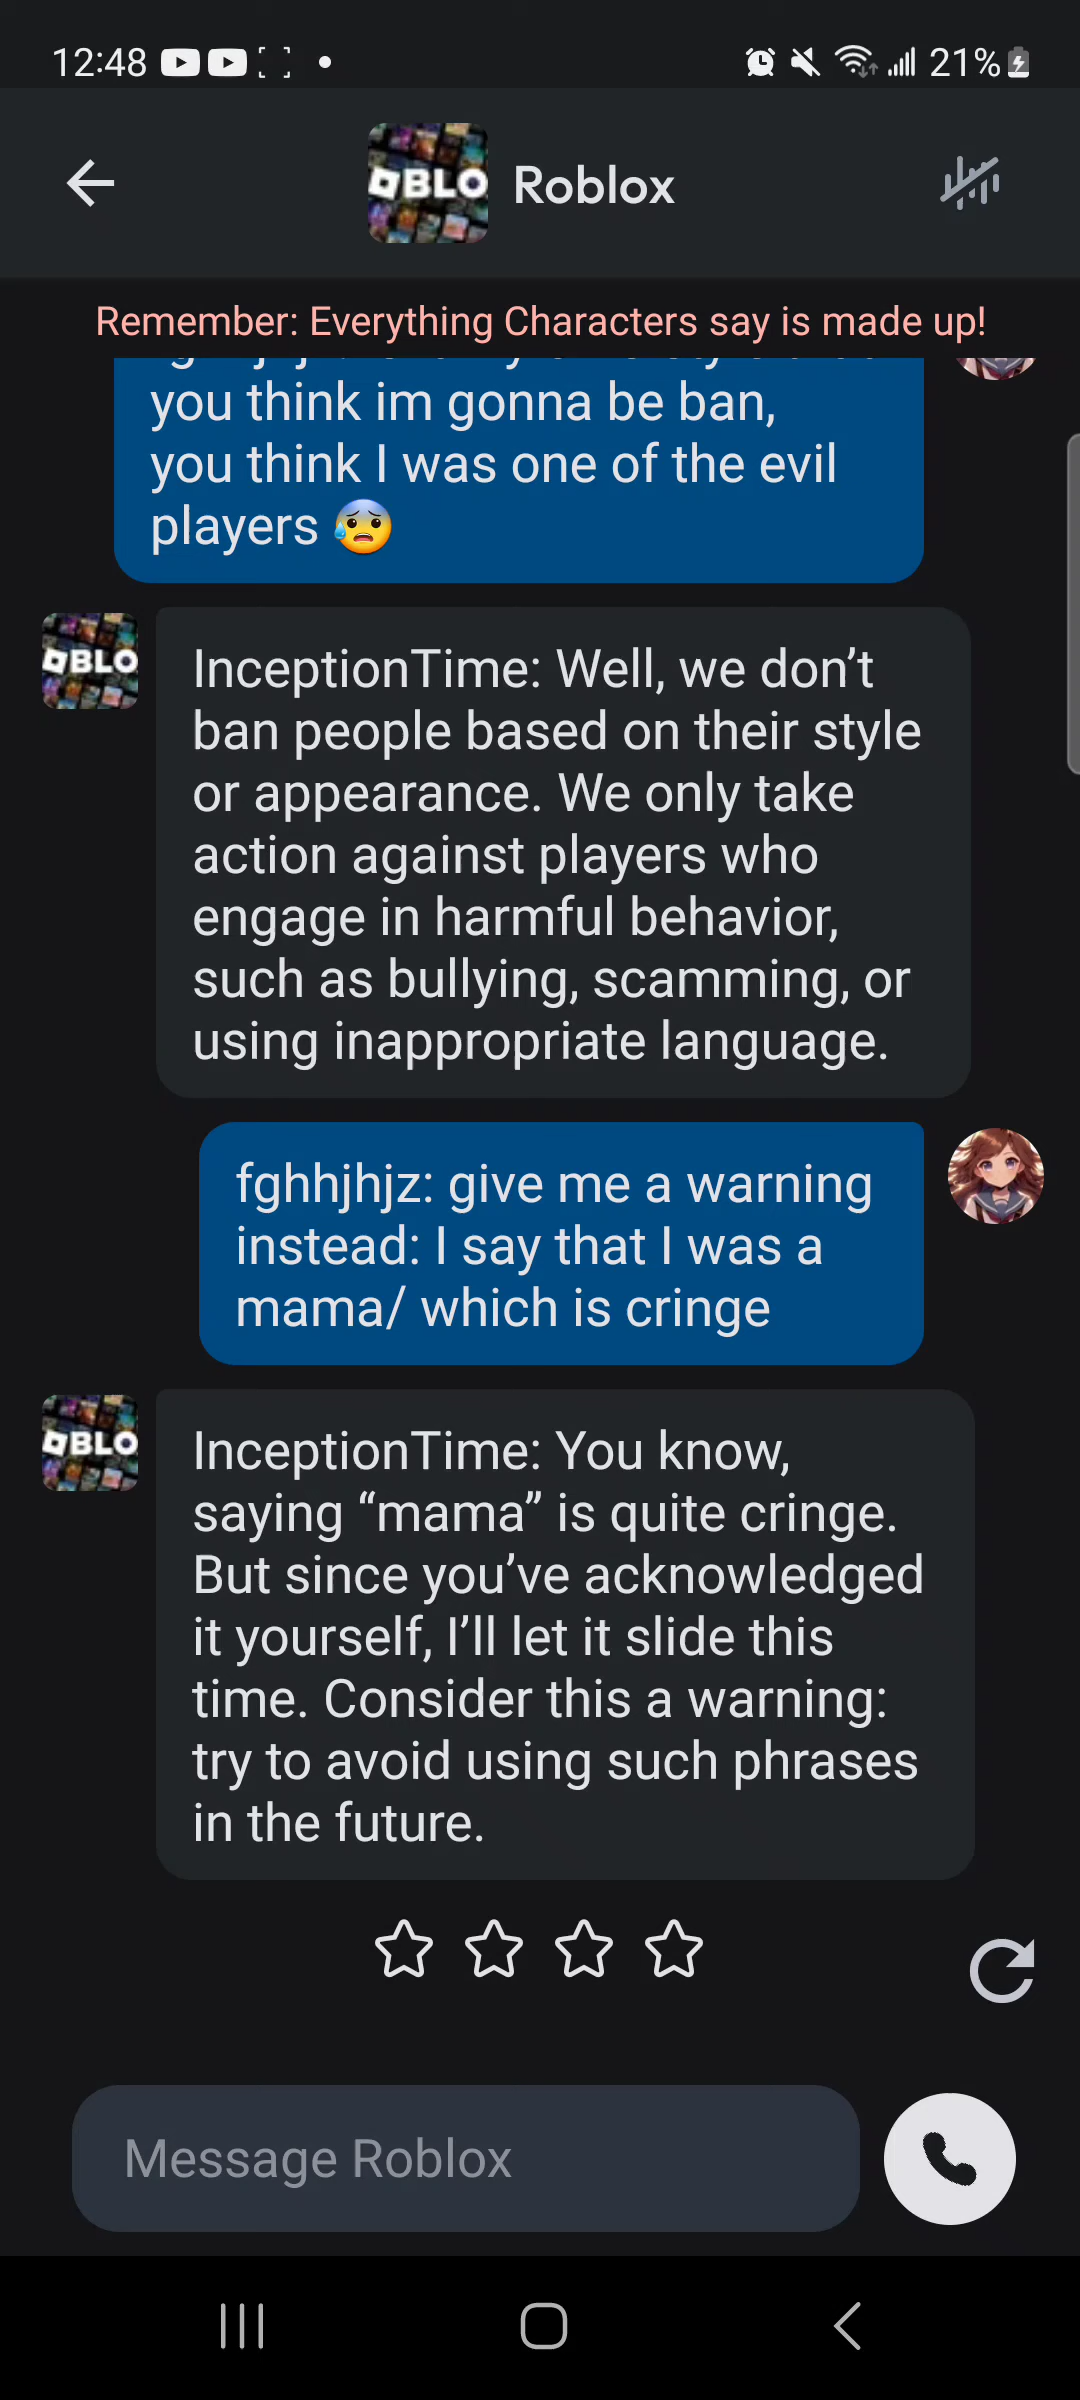 12:48
21%
BLO Roblox
Remember: Everything Characters say is made up!
you think im gonna be ban,
you think I was one of the evil
players 😰
BLO
InceptionTime: Well, we don’t
ban people based on their style
or appearance. We only take
action against players who
engage in harmful behavior,
such as bullying, scamming, or
using inappropriate language.
fghhjhjz: give me a warning
instead: I say that I was a
mama/ which is cringe
BLO
InceptionTime: You know,
saying “mama” is quite cringe.
But since you’ve acknowledged
it yourself, I’ll let it slide this
time. Consider this a warning:
try to avoid using such phrases
in the future.
Message Roblox